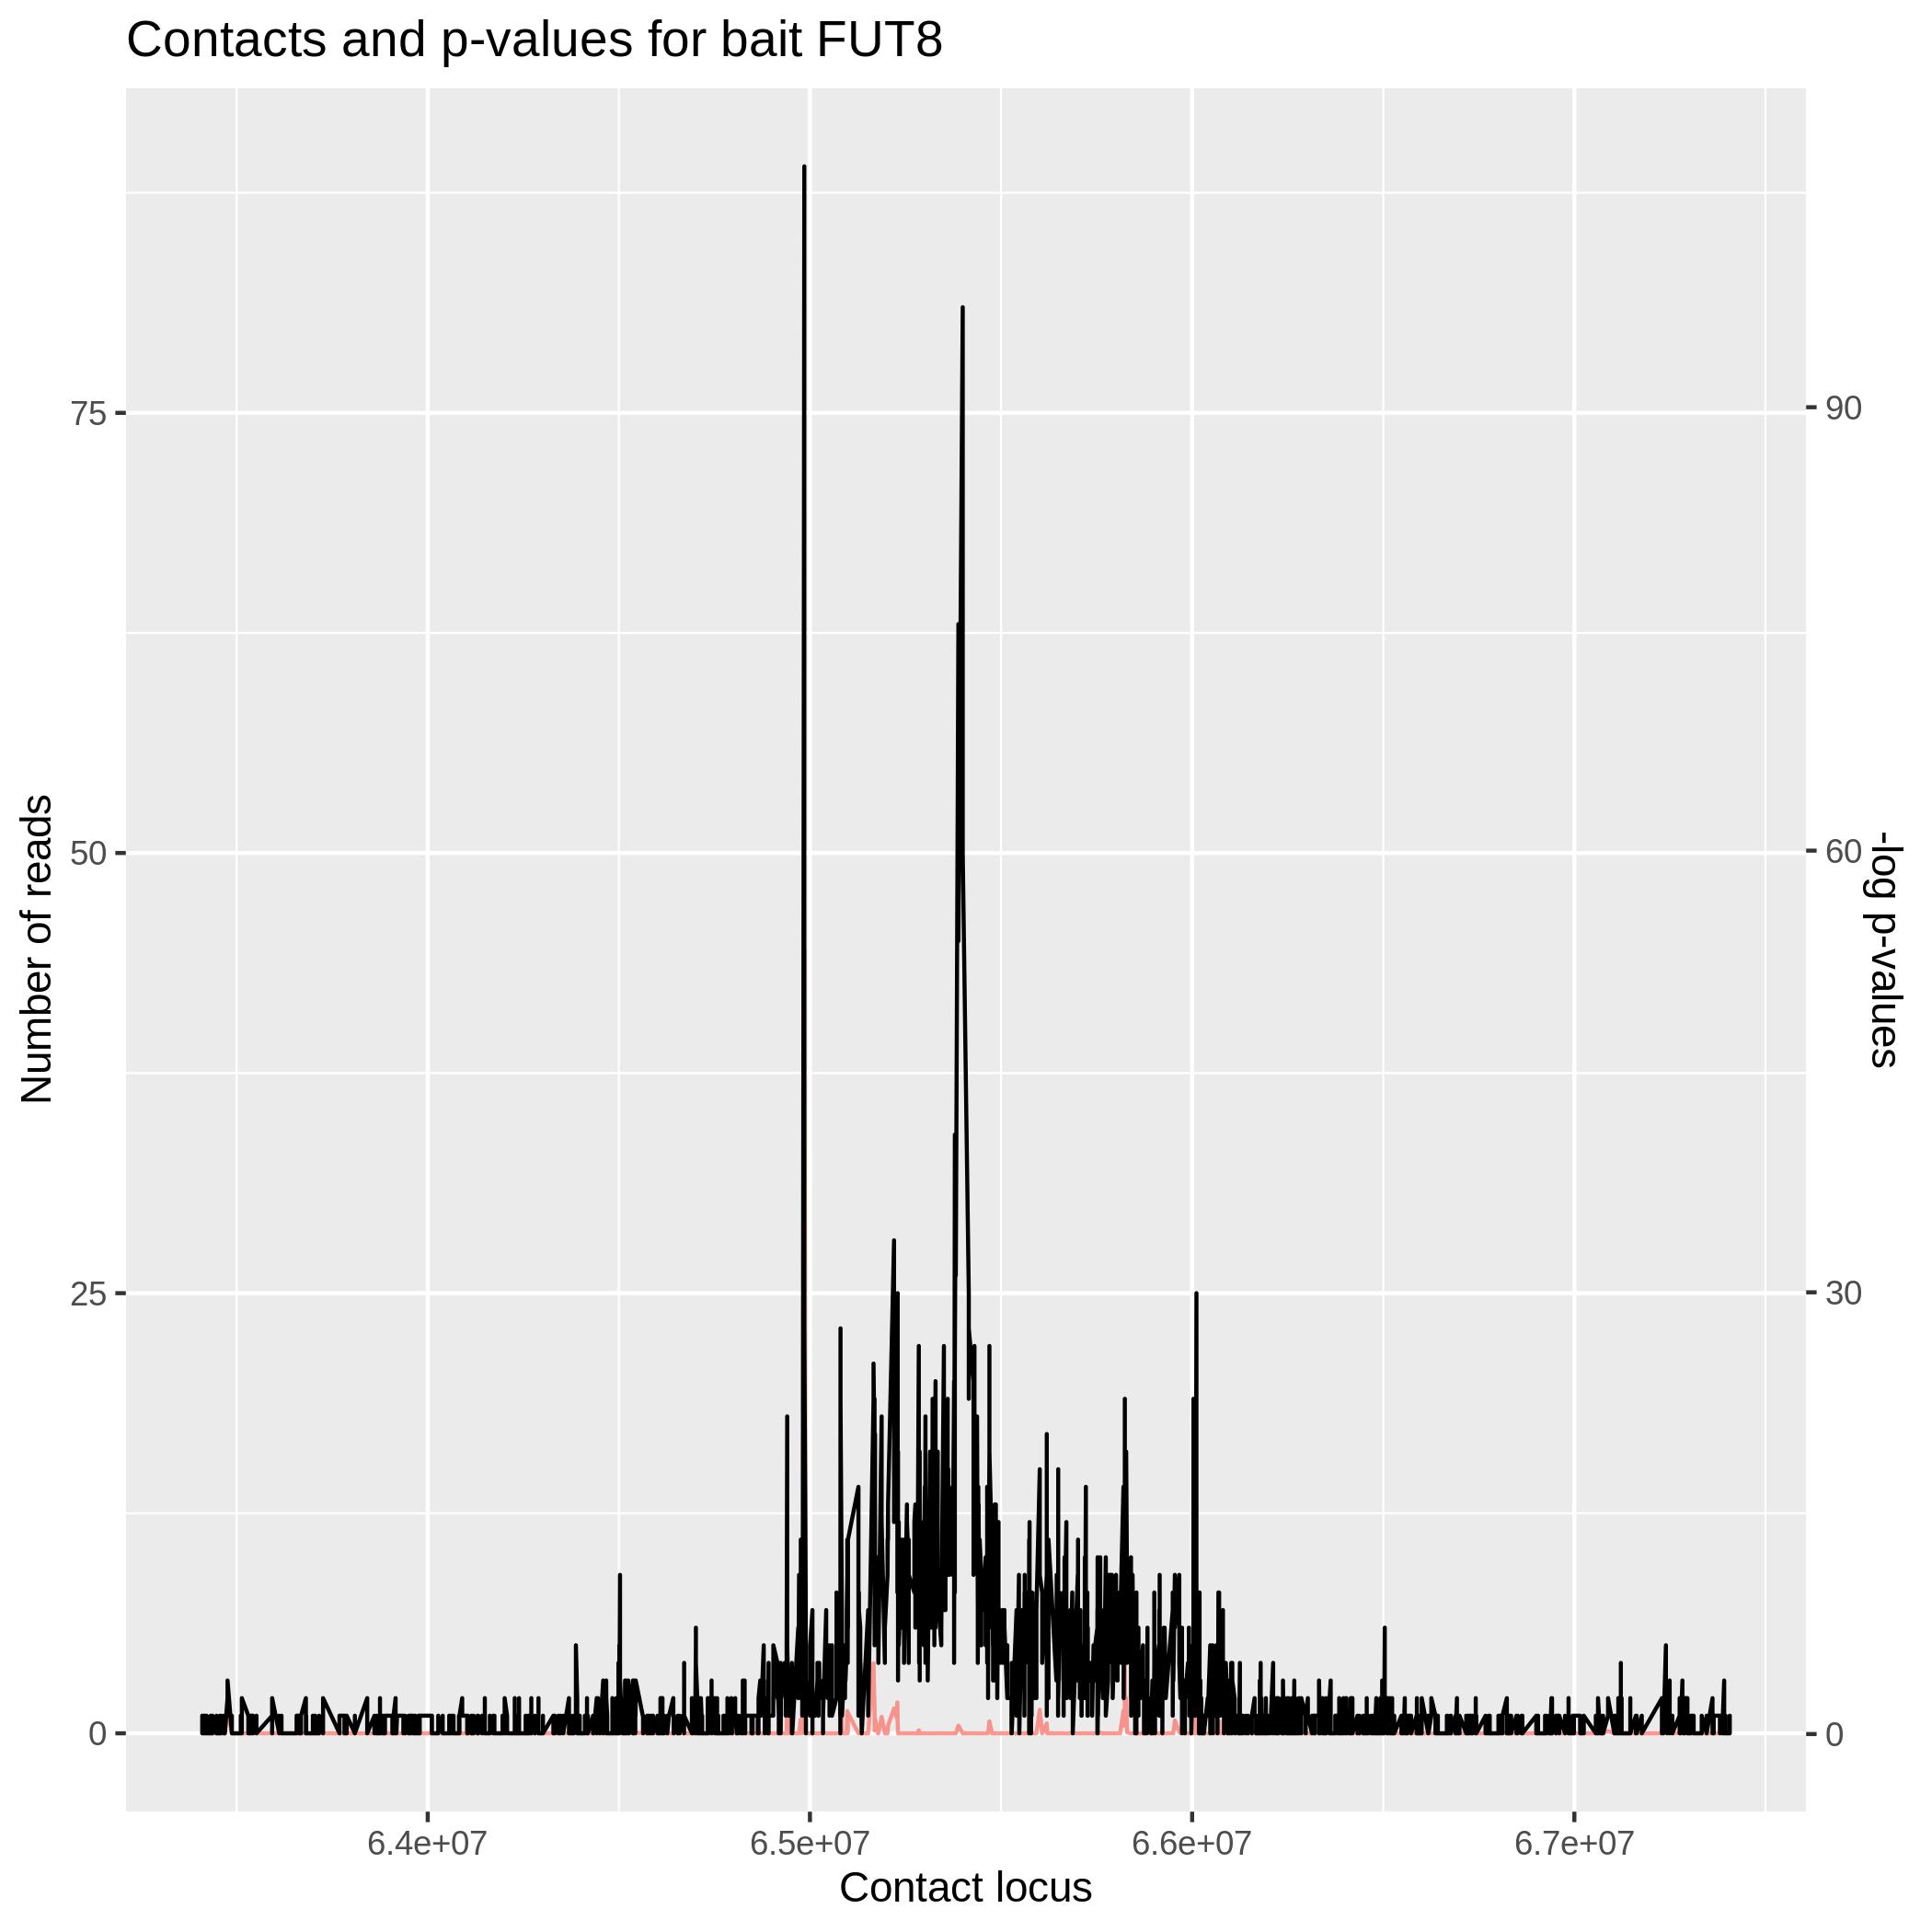 Contacts and p-values for bait FUT8
75
50
25
0
Number of reads
90
60
30
0
-log p-values
6.4e+07
6.5e+07
6.6e+07
6.7e+07
Contact locus